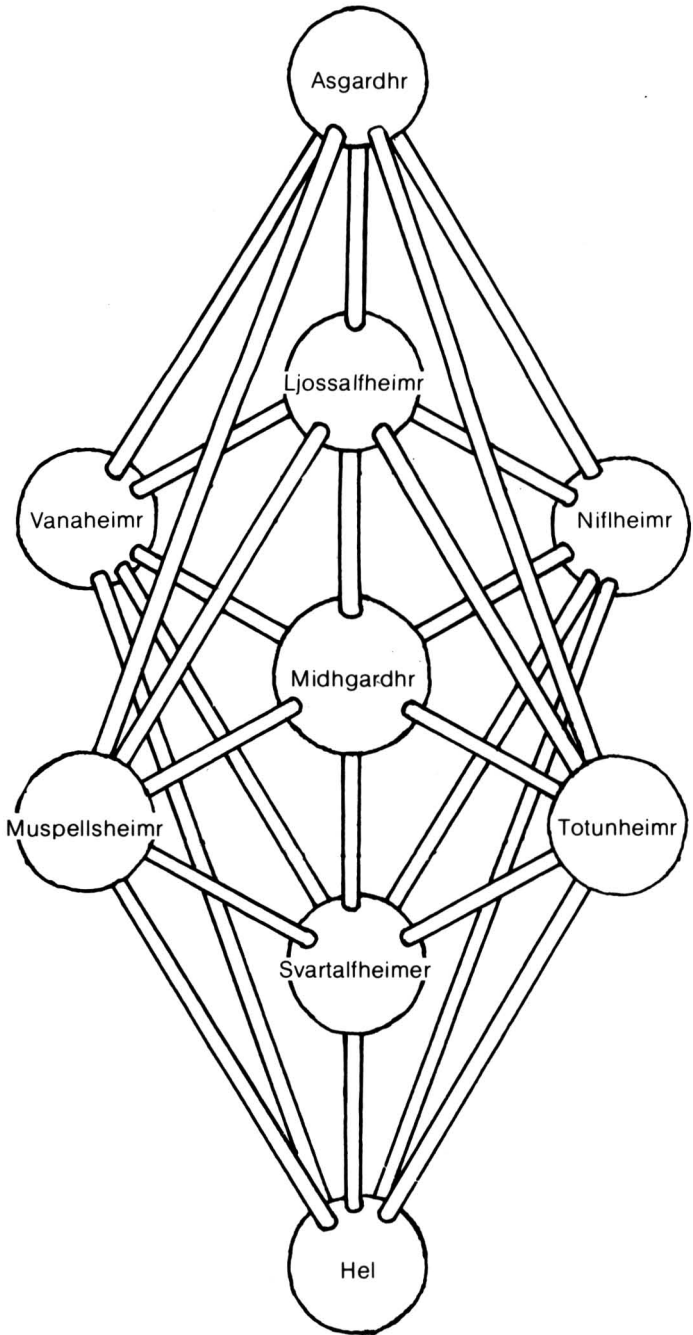 Asgardhr
Ljossalfheimr
Vanaheimr
Niflheimr
Midhgardhr
Muspellsheimr
Totunheimr
Svartalfheimer
Hel